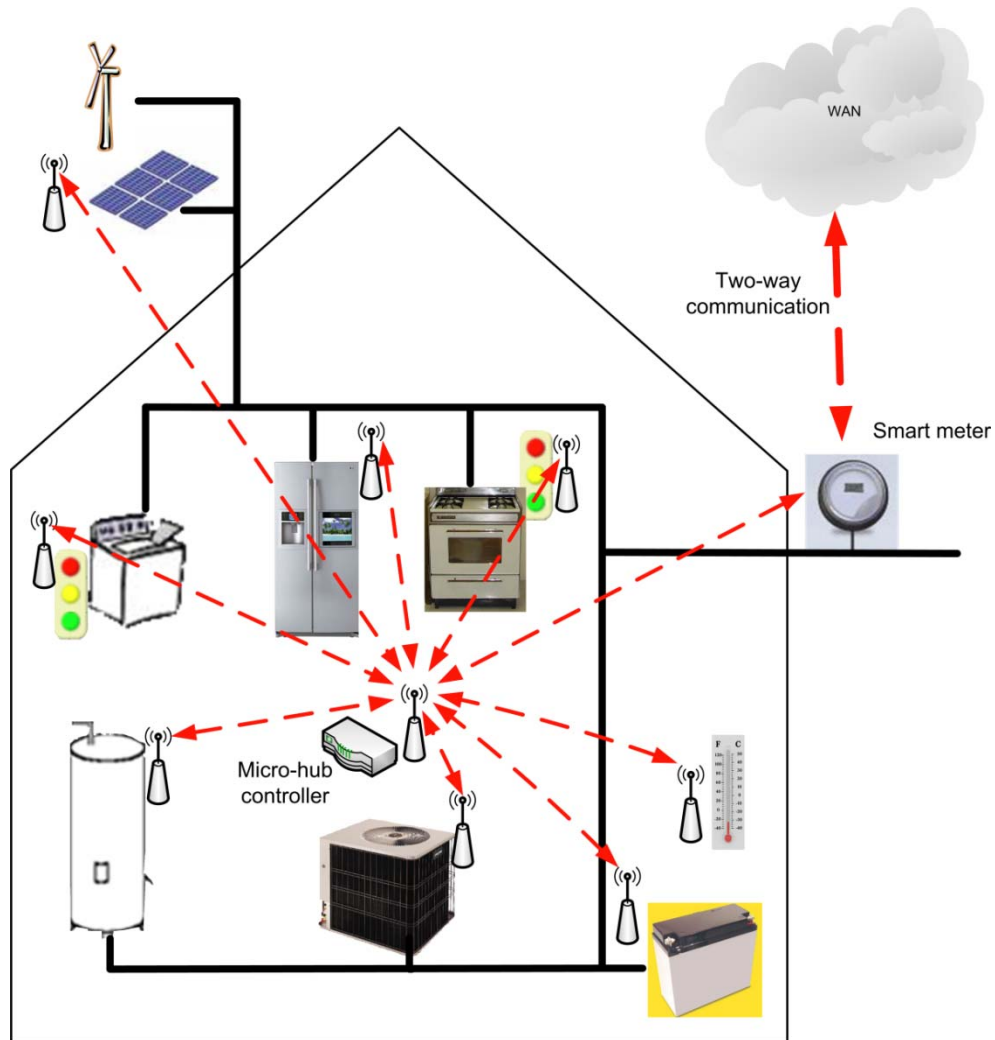 WAN
Two-way
communication
Smart meter
Micro-hub
controller
F C